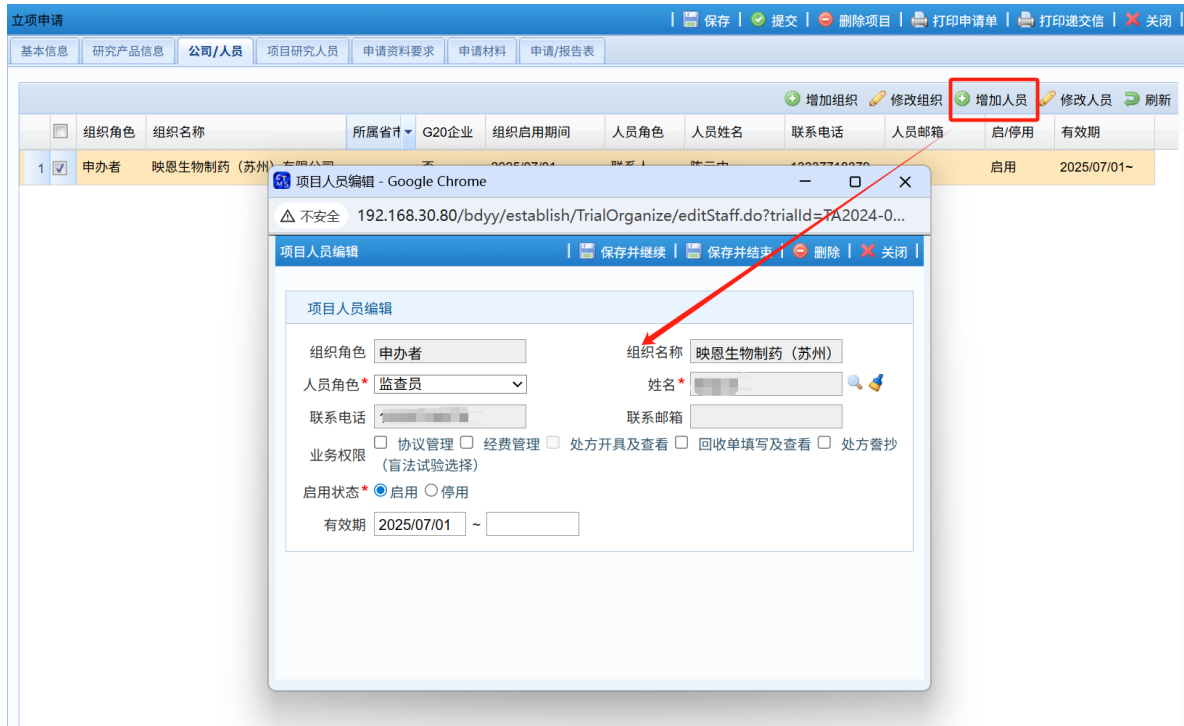 立项申请 保存 提交 删除项目 打印申请单 打印递交信 关闭
基本信息 研究产品信息 公司/人员 项目研究人员 申请资料要求 申请材料 申请/报告表
增加组织 修改组织 增加人员 修改人员 刷新
组织角色 组织名称 所属省市 G20企业 组织启用期间 人员角色 人员姓名 联系电话 人员邮箱 启/停用 有效期
1 申办者 映恩生物制药（苏州）有限公司 否 2025/07/01 联系人 启用 2025/07/01~
项目人员编辑 - Google Chrome
不安全 192.168.30.80/bdyy/establish/TrialOrganize/editStaff.do?trialId=TA2024-0...
项目人员编辑 保存并继续 保存并结束 删除 关闭
项目人员编辑
组织角色 申办者 组织名称 映恩生物制药（苏州）
人员角色* 监查员 姓名*
联系电话 联系邮箱
业务权限 协议管理 经费管理 处方开具及查看 回收单填写及查看 处方誊抄
（盲法试验选择）
启用状态* 启用 停用
有效期 2025/07/01 ~